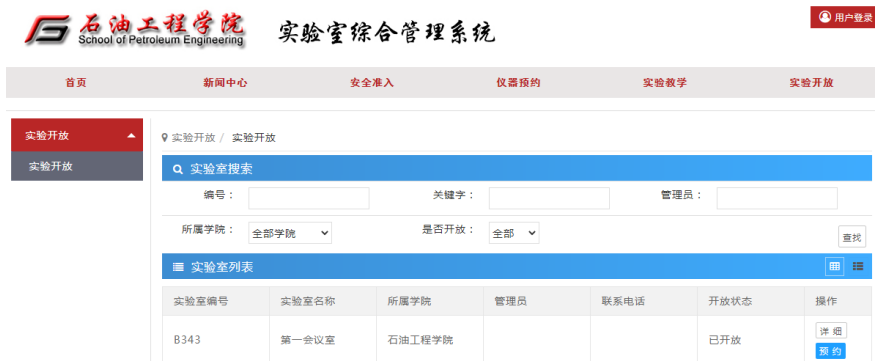 石油工程学院
School of Petroleum Engineering
实验室综合管理系统
用户登录
首页 新闻中心 安全准入 仪器预约 实验教学 实验开放
实验开放
实验开放
实验开放 / 实验开放
实验室搜索
编号： 关键字： 管理员：
所属学院： 全部学院 是否开放： 全部 查找
实验室列表
实验室编号 实验室名称 所属学院 管理员 联系电话 开放状态 操作
B343 第一会议室 石油工程学院 已开放 详 细
预 约